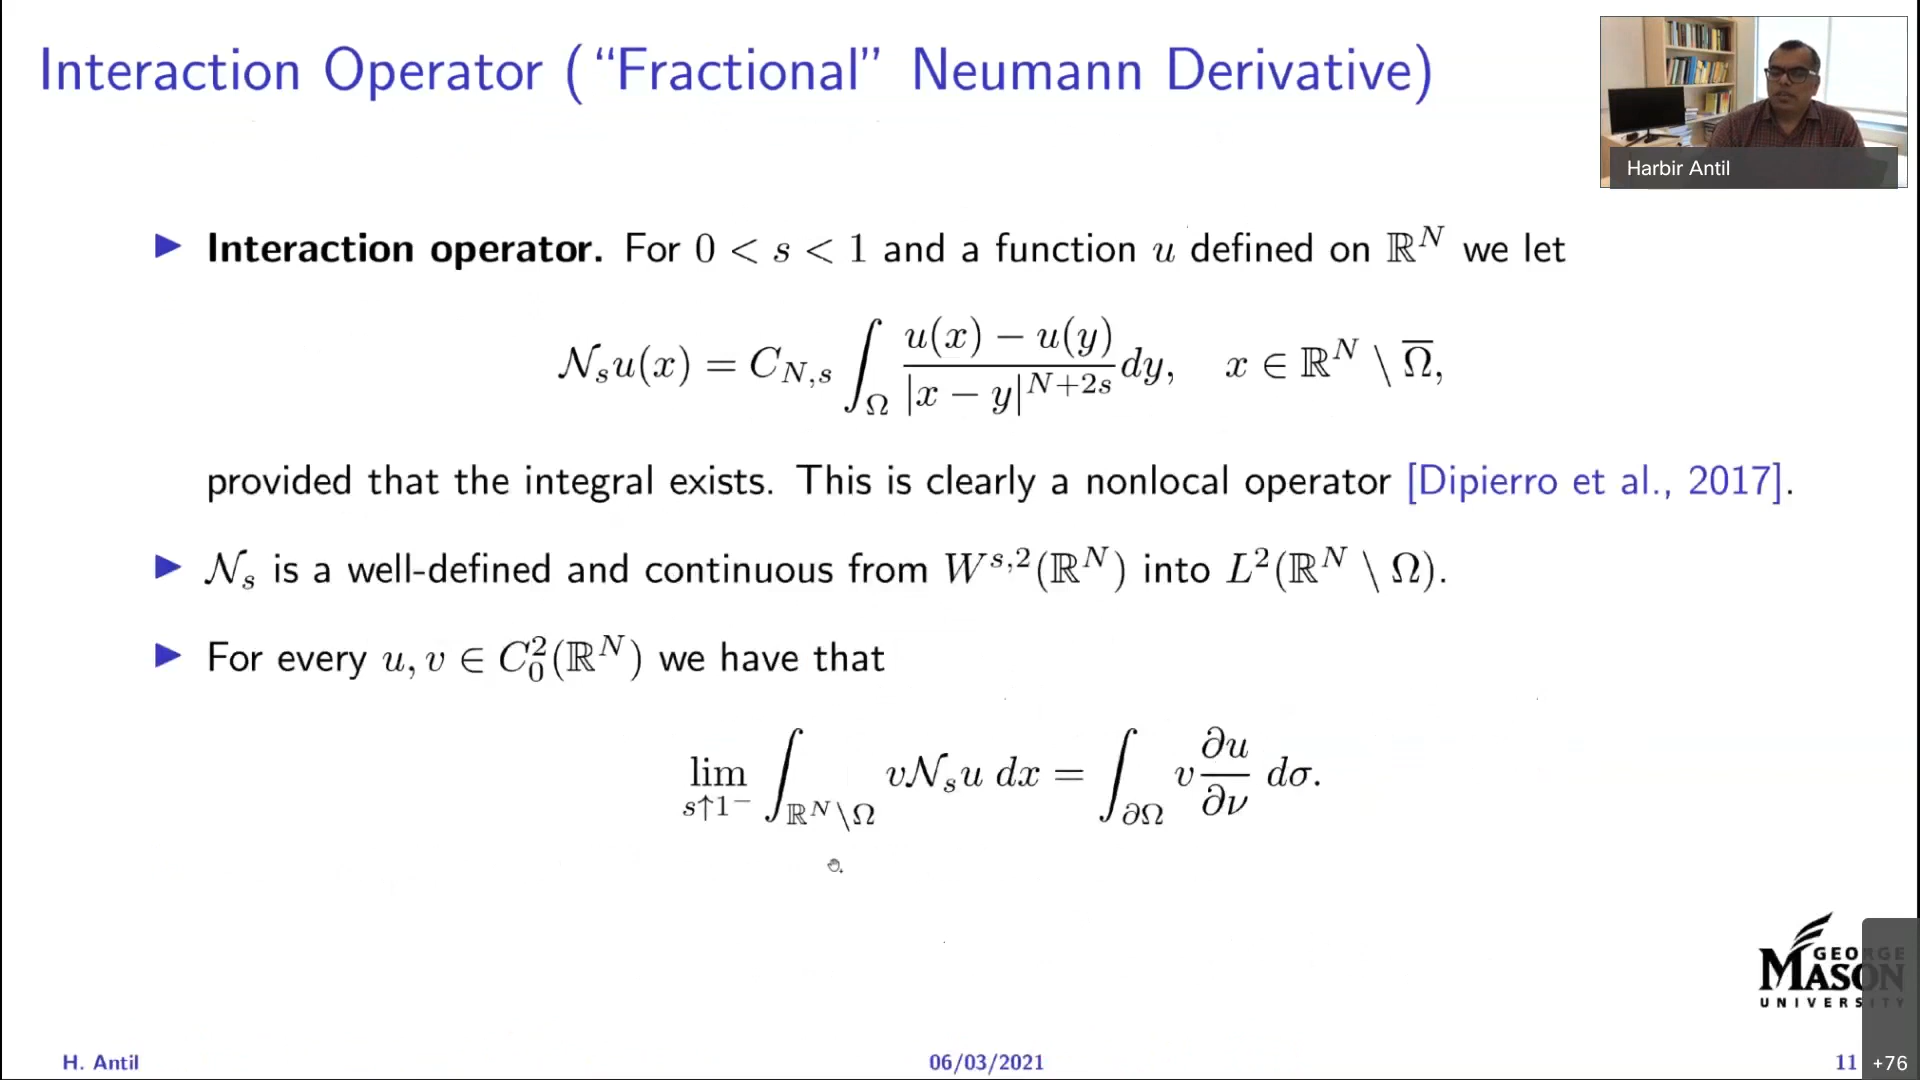 Interaction Operator (“Fractional” Neumann Derivative)
Harbir Antil
▶ Interaction operator. For 0 < s < 1 and a function u defined on ℝ^N we let
𝒩_s u(x) = C_{N,s} ∫_Ω (u(x) − u(y))/|x − y|^{N+2s} dy, x ∈ ℝ^N \ Ω̅,
provided that the integral exists. This is clearly a nonlocal operator [Dipierro et al., 2017].
▶ 𝒩_s is a well-defined and continuous from W^{s,2}(ℝ^N) into L^2(ℝ^N \ Ω).
▶ For every u, v ∈ C_0^2(ℝ^N) we have that
lim_{s↑1^−} ∫_{ℝ^N\Ω} v𝒩_s u dx = ∫_{∂Ω} v ∂u/∂ν dσ.
GEORGE
MASON
UNIVERSITY
H. Antil
06/03/2021
11
+76